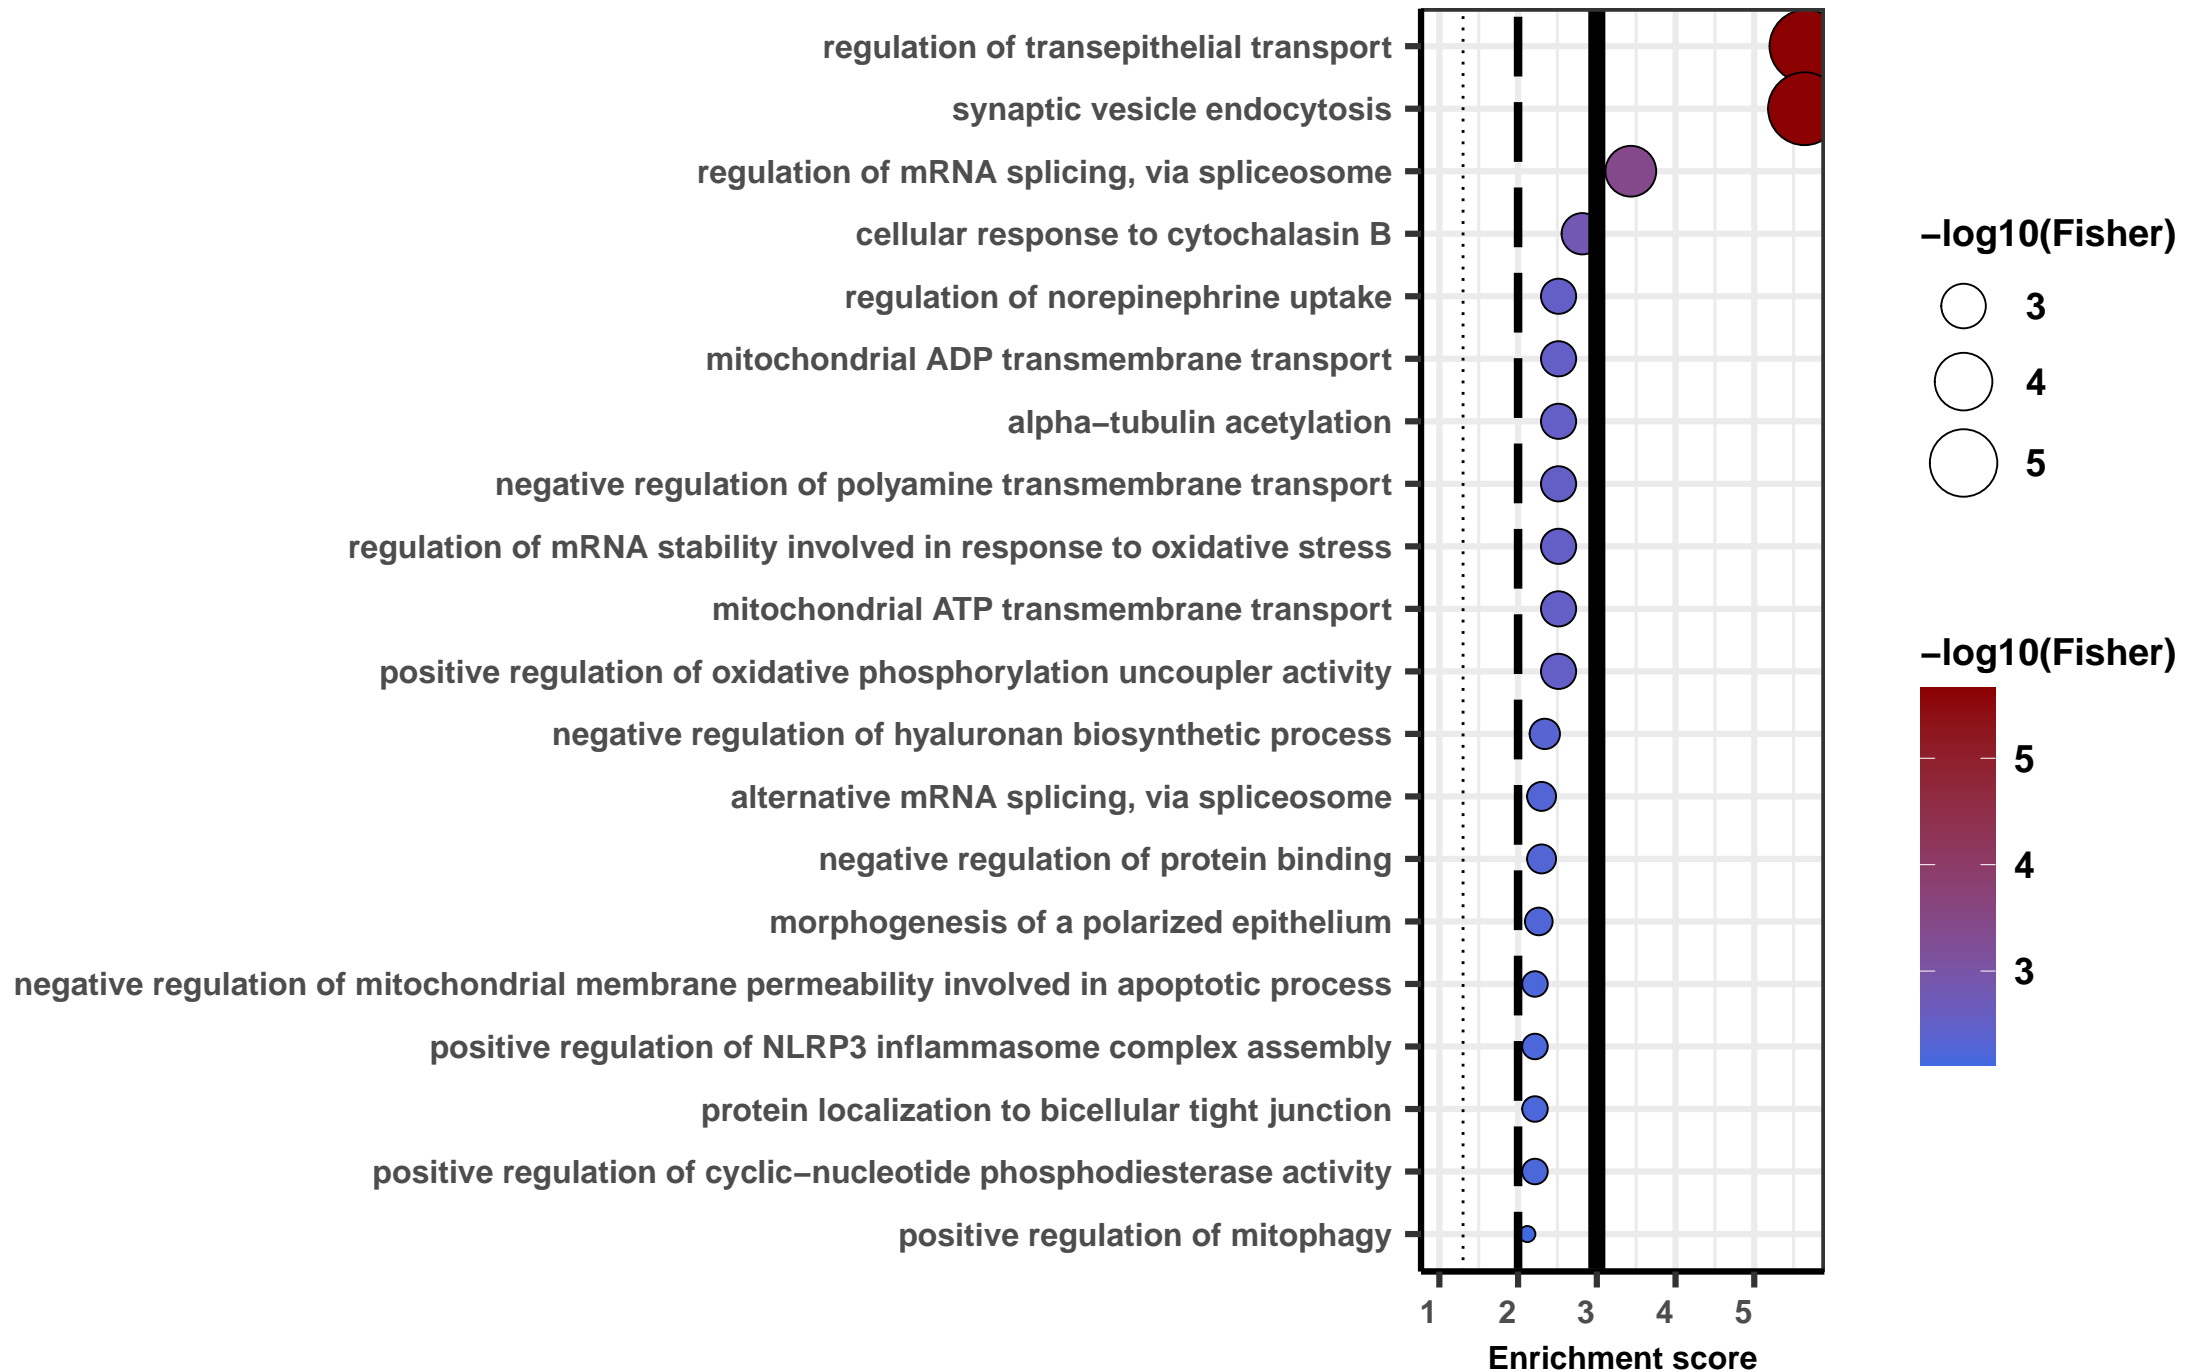 regulation of transepithelial transport
synaptic vesicle endocytosis
regulation of mRNA splicing, via spliceosome
cellular response to cytochalasin B
regulation of norepinephrine uptake
mitochondrial ADP transmembrane transport
alpha−tubulin acetylation
negative regulation of polyamine transmembrane transport
regulation of mRNA stability involved in response to oxidative stress
mitochondrial ATP transmembrane transport
positive regulation of oxidative phosphorylation uncoupler activity
negative regulation of hyaluronan biosynthetic process
alternative mRNA splicing, via spliceosome
negative regulation of protein binding
morphogenesis of a polarized epithelium
negative regulation of mitochondrial membrane permeability involved in apoptotic process
positive regulation of NLRP3 inflammasome complex assembly
protein localization to bicellular tight junction
positive regulation of cyclic−nucleotide phosphodiesterase activity
positive regulation of mitophagy
1 2 3 4 5
Enrichment score
−log10(Fisher)
3
4
5
−log10(Fisher)
5
4
3